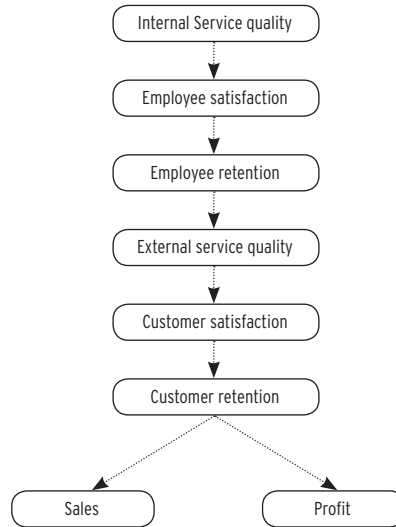 Internal Service quality
Employee satisfaction
Employee retention
External service quality
Customer satisfaction
Customer retention
Sales
Profit